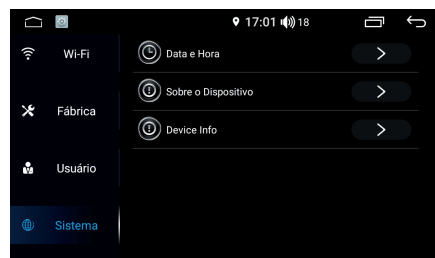 17:01 18
Wi-Fi
Data e Hora
Sobre o Dispositivo
Fábrica
Device Info
Usuário
Sistema